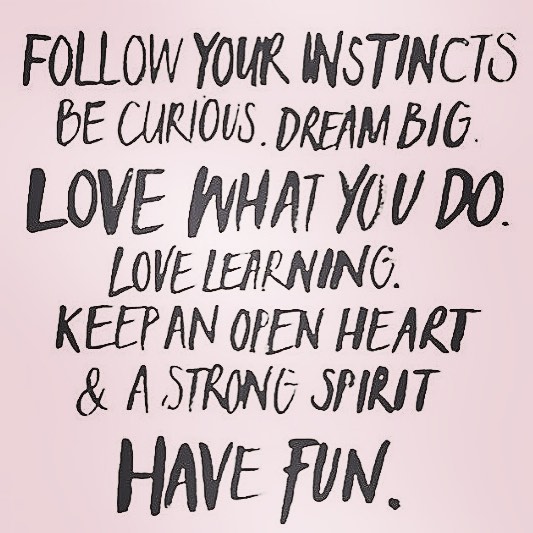 FOLLOW YOUR INSTINCTS
BE CURIOUS. DREAM BIG.
LOVE WHAT YOU DO.
LOVE LEARNING.
KEEP AN OPEN HEART
& A STRONG SPIRIT
HAVE FUN.